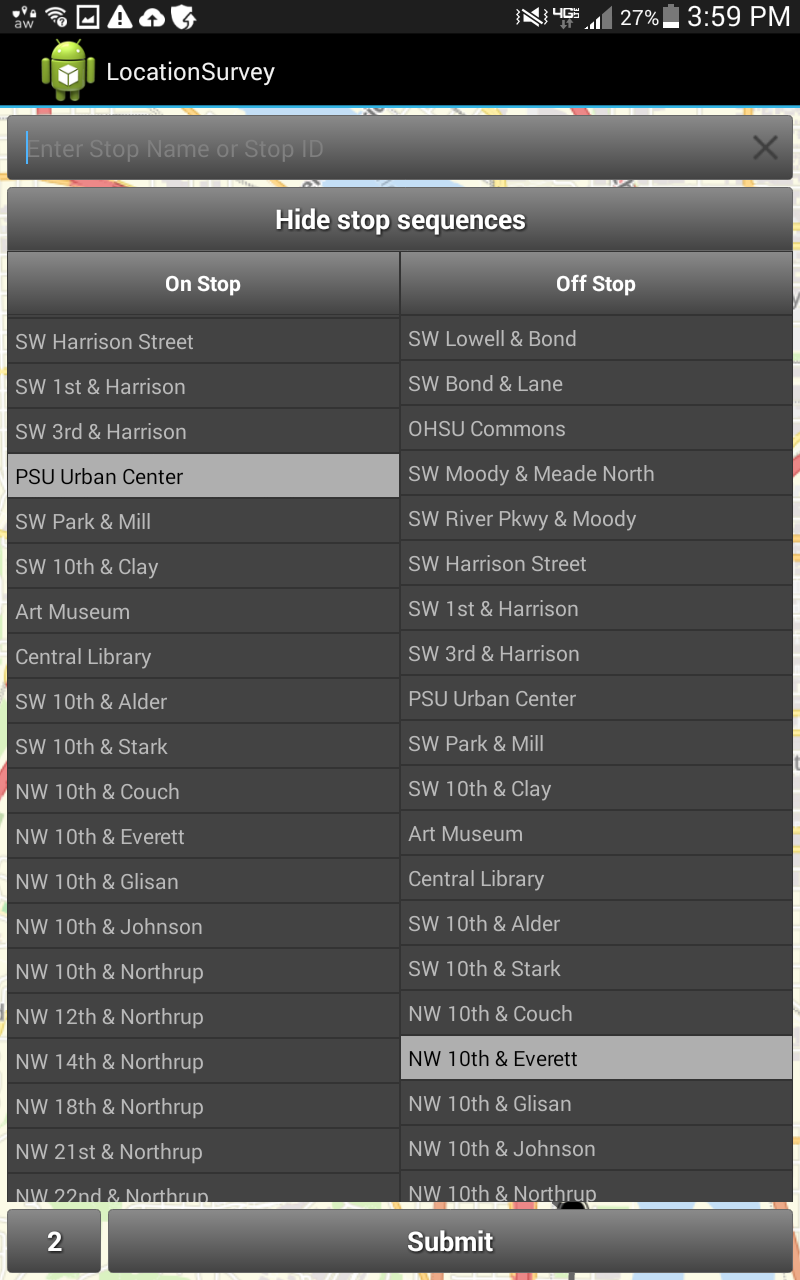 aw 4G 27% 3:59 PM
LocationSurvey
Enter Stop Name or Stop ID
Hide stop sequences
On Stop
Off Stop
SW Harrison Street
SW 1st & Harrison
SW 3rd & Harrison
PSU Urban Center
SW Park & Mill
SW 10th & Clay
Art Museum
Central Library
SW 10th & Alder
SW 10th & Stark
NW 10th & Couch
NW 10th & Everett
NW 10th & Glisan
NW 10th & Johnson
NW 10th & Northrup
NW 12th & Northrup
NW 14th & Northrup
NW 18th & Northrup
NW 21st & Northrup
NW 22nd & Northrup
SW Lowell & Bond
SW Bond & Lane
OHSU Commons
SW Moody & Meade North
SW River Pkwy & Moody
SW Harrison Street
SW 1st & Harrison
SW 3rd & Harrison
PSU Urban Center
SW Park & Mill
SW 10th & Clay
Art Museum
Central Library
SW 10th & Alder
SW 10th & Stark
NW 10th & Couch
NW 10th & Everett
NW 10th & Glisan
NW 10th & Johnson
NW 10th & Northrup
2
Submit